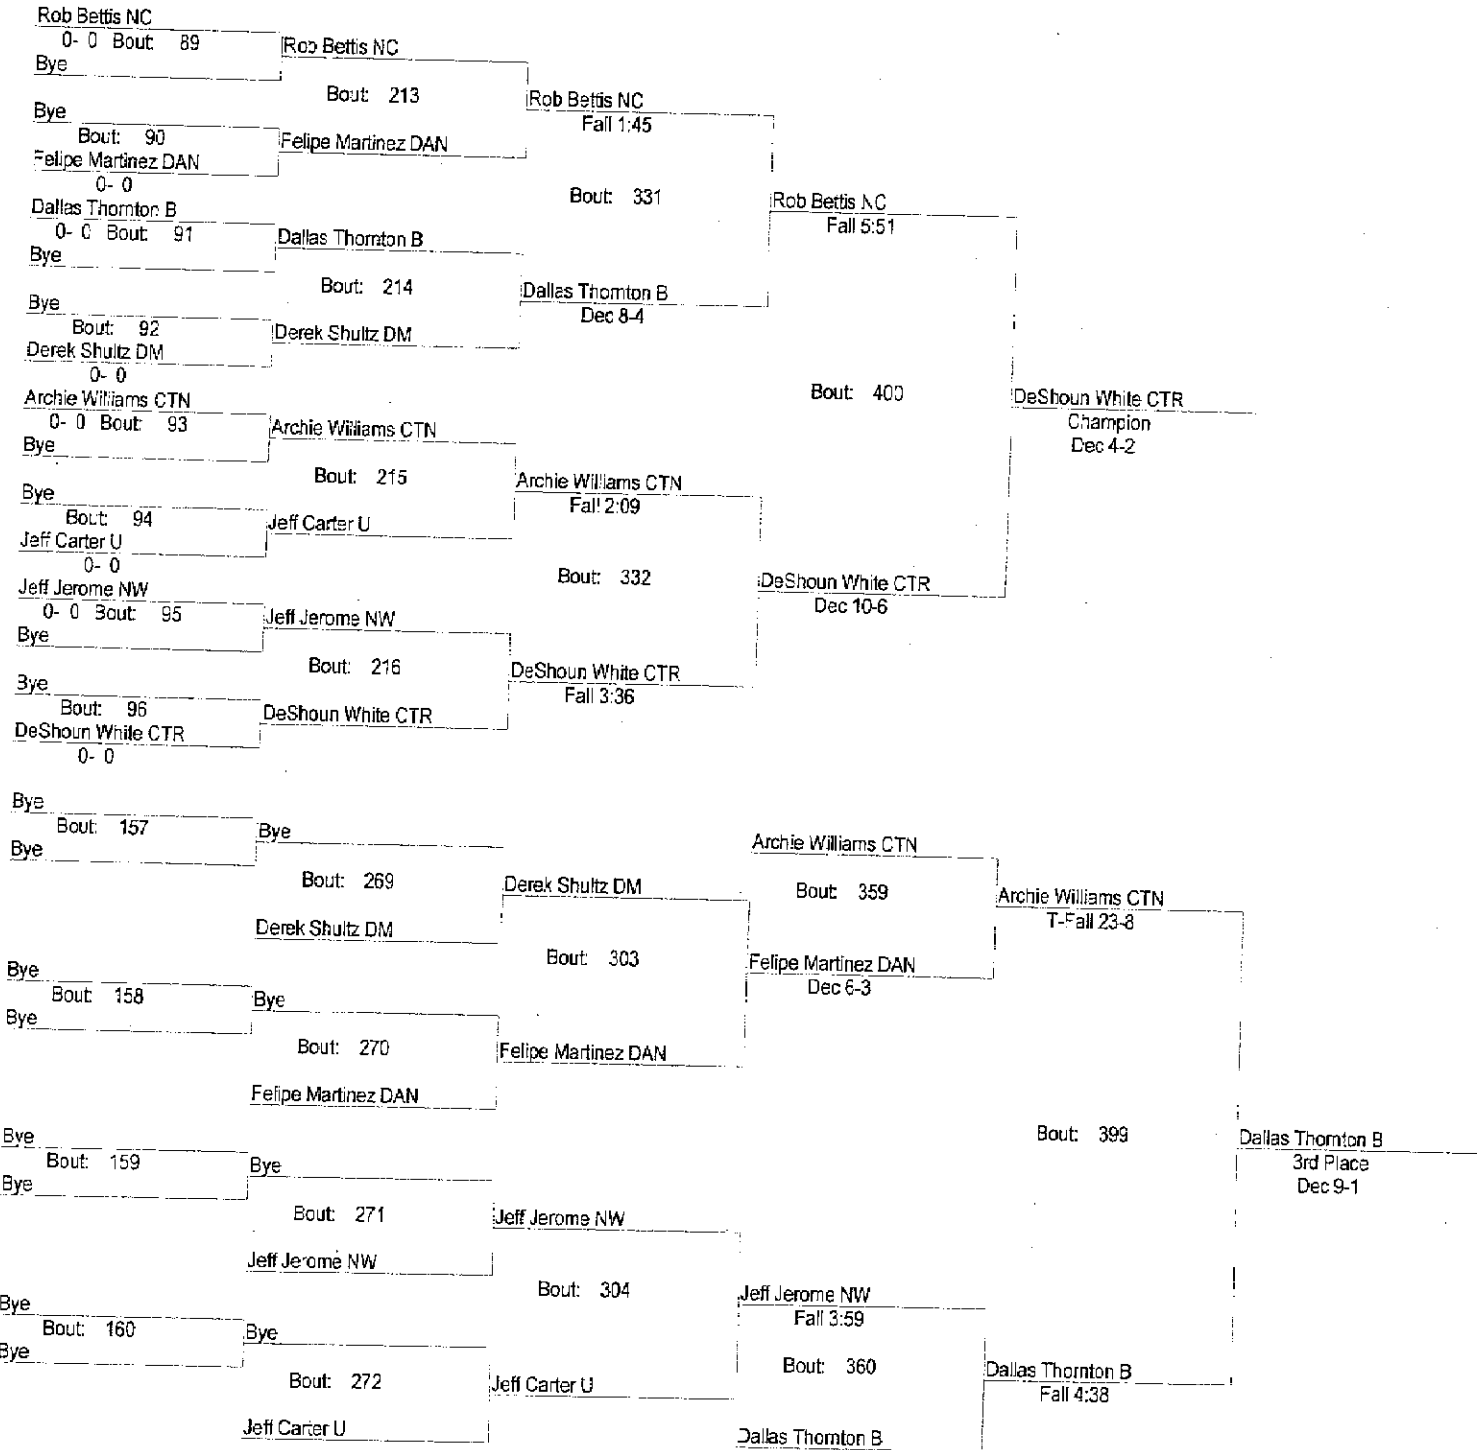 Rob Bettis NC
0- 0 Bout: 89
Rob Bettis NC
Bye
Bout: 213
Rob Bettis NC
Fall 1:45
Bye
Bout: 90
Felipe Martinez DAN
Felipe Martinez DAN
0- 0
Bout: 331
Rob Bettis NC
Fall 5:51
Dallas Thornton B
0- 0 Bout: 91
Dallas Thornton B
Bye
Bout: 214
Dallas Thornton B
Dec 8-4
Bye
Bout: 92
Derek Shultz DM
Derek Shultz DM
0- 0
Bout: 400
DeShoun White CTR
Champion
Dec 4-2
Archie Williams CTN
0- 0 Bout: 93
Archie Williams CTN
Bye
Bout: 215
Archie Williams CTN
Fall 2:09
Bye
Bout: 94
Jeff Carter U
Jeff Carter U
0- 0
Bout: 332
DeShoun White CTR
Dec 10-6
Jeff Jerome NW
0- 0 Bout: 95
Jeff Jerome NW
Bye
Bout: 216
DeShoun White CTR
Fall 3:36
Bye
Bout: 96
DeShoun White CTR
DeShoun White CTR
0- 0
Bye
Bout: 157
Bye
Bye
Archie Williams CTN
Bout: 269
Derek Shultz DM
Bout: 359
Archie Williams CTN
T-Fall 23-8
Derek Shultz DM
Bout: 303
Felipe Martinez DAN
Dec 6-3
Bye
Bout: 158
Bye
Bye
Bout: 270
Felipe Martinez DAN
Felipe Martinez DAN
Bout: 399
Dallas Thornton B
3rd Place
Dec 9-1
Bye
Bout: 159
Bye
Bye
Bout: 271
Jeff Jerome NW
Jeff Jerome NW
Bout: 304
Jeff Jerome NW
Fall 3:59
Bye
Bout: 160
Bye
Bye
Bout: 360
Dallas Thornton B
Fall 4:38
Bout: 272
Jeff Carter U
Jeff Carter U
Dallas Thornton B